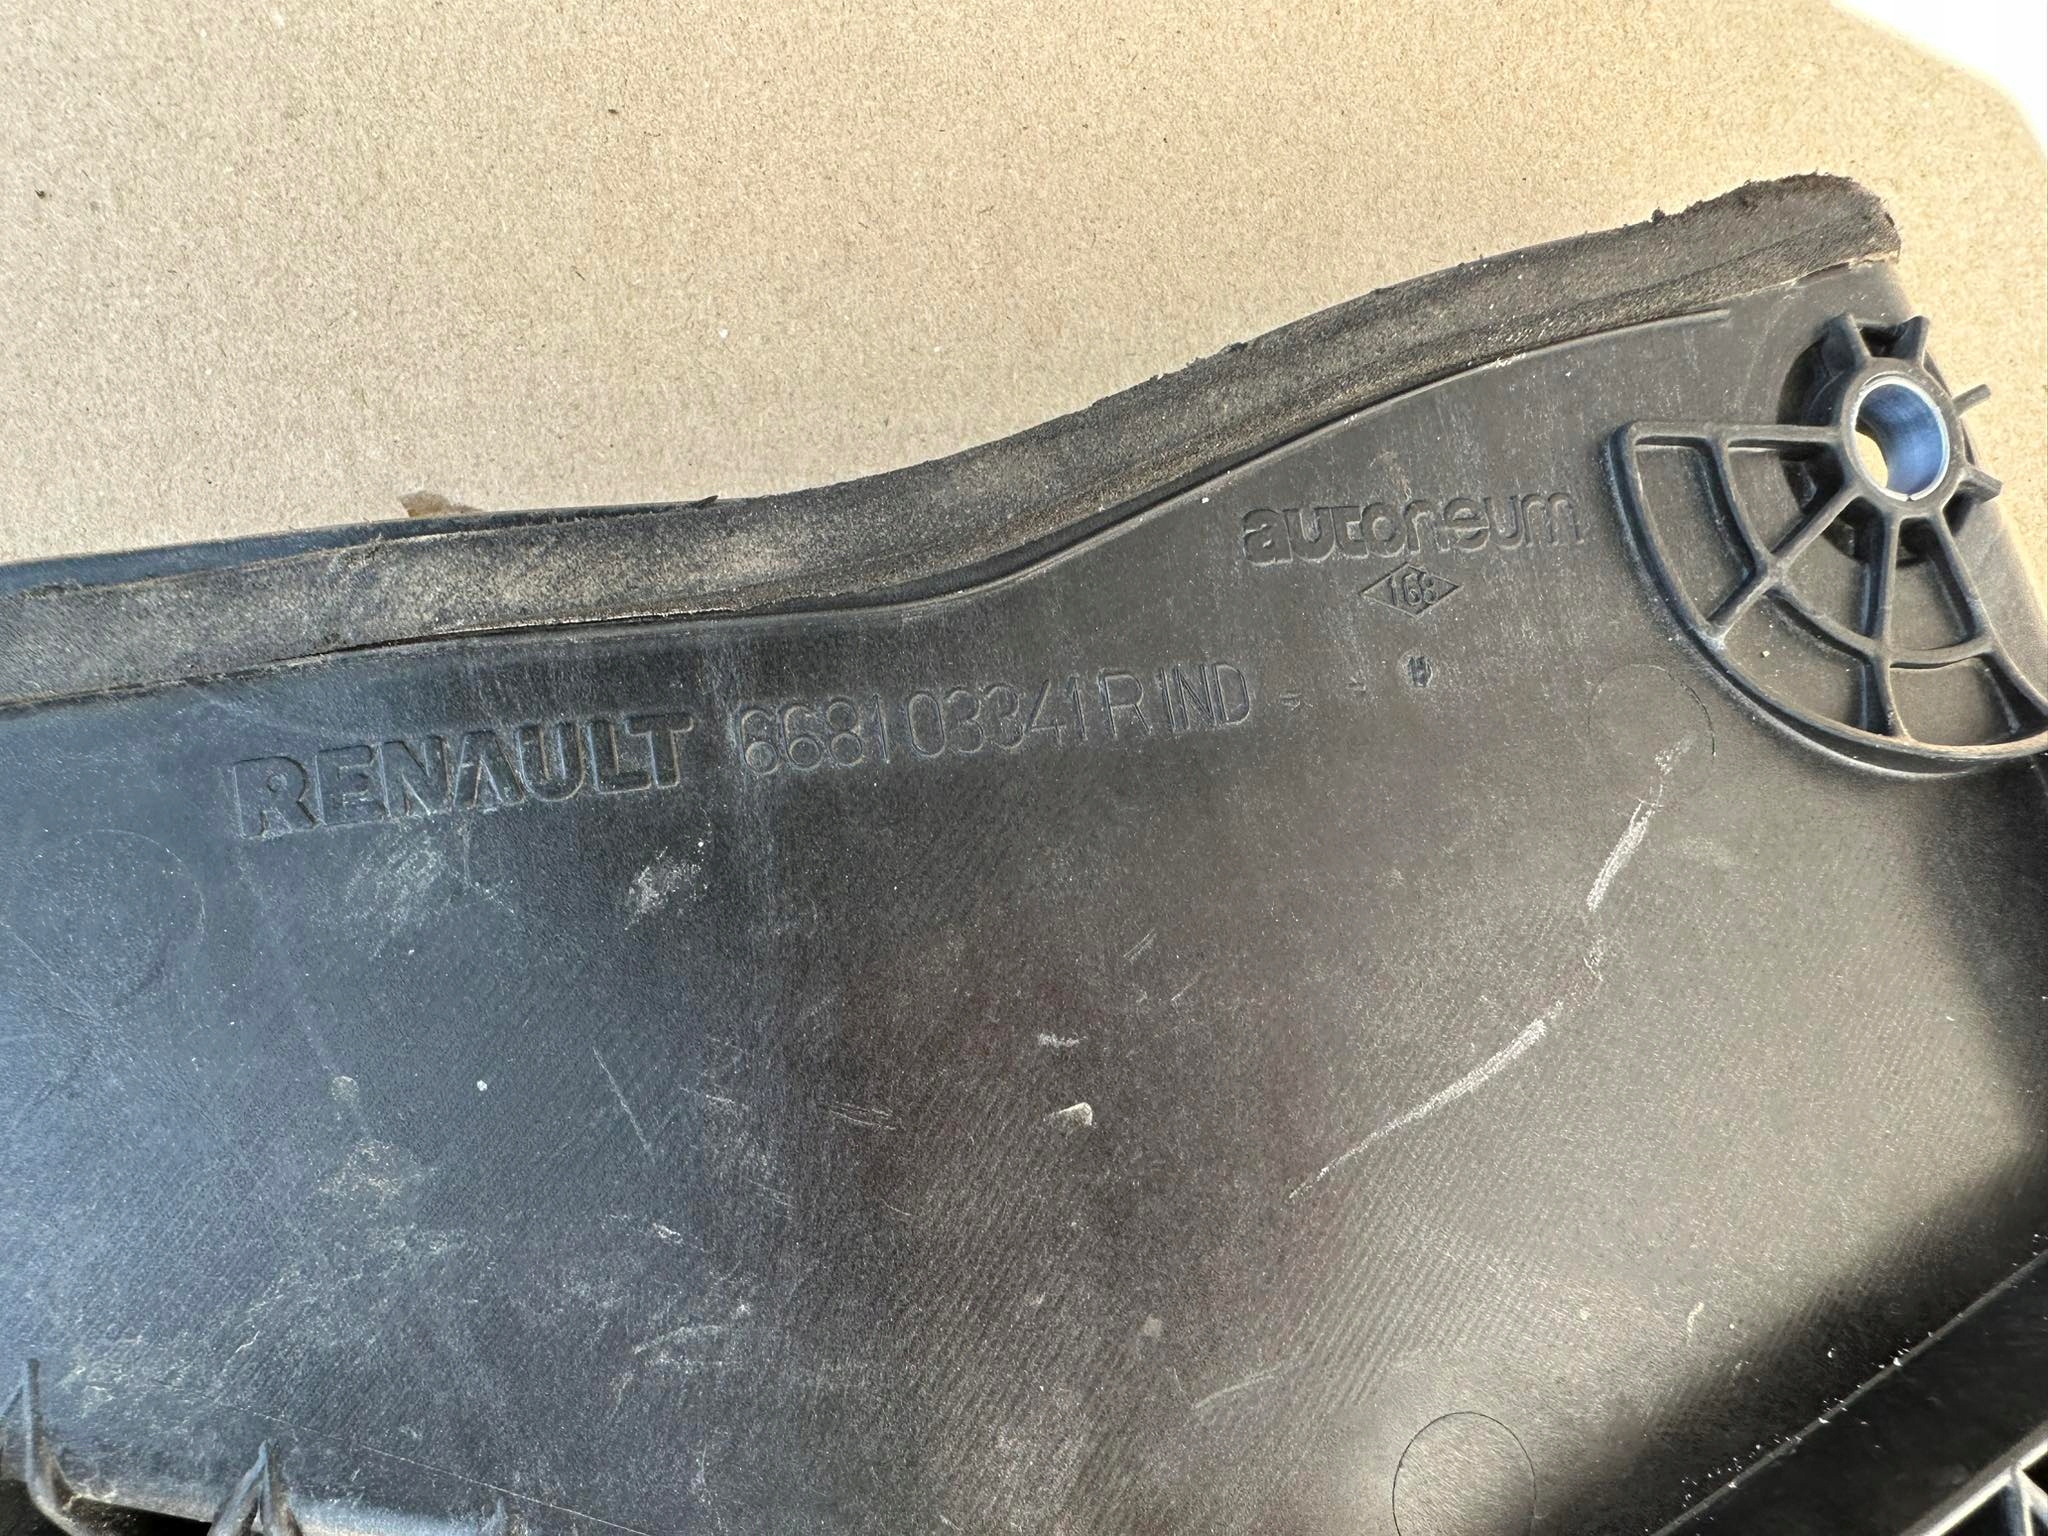 autoneum
168
RENAULT 668103341R IND -